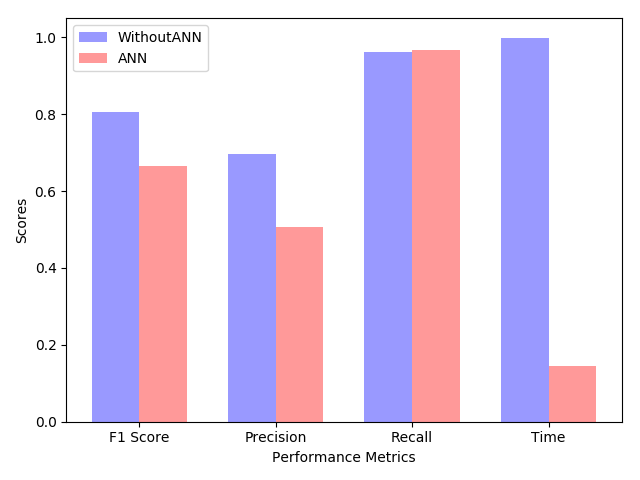 WithoutANN
ANN
1.0
0.8
0.6
0.4
0.2
0.0
Scores
F1 Score Precision Recall Time
Performance Metrics